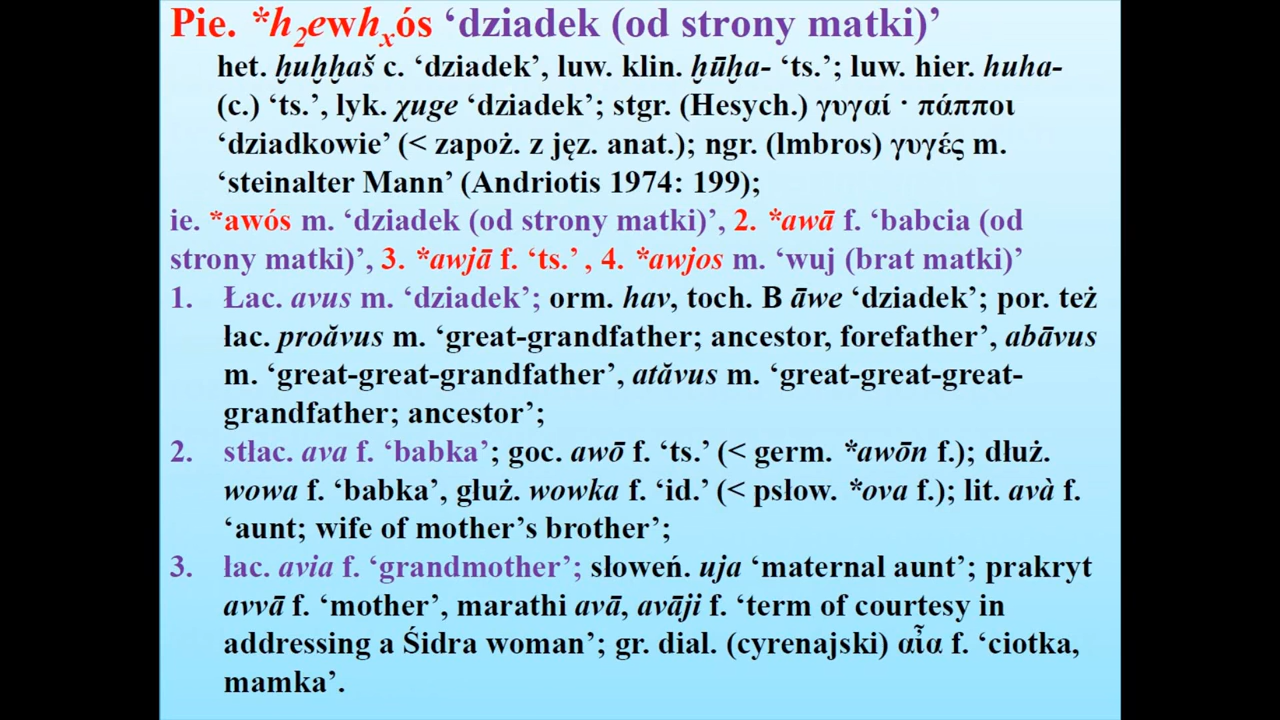 Pie. *h₂ewhₓós ‘dziadek (od strony matki)’
het. ḫuḫḫaš c. ‘dziadek’, luw. klin. ḫūḫa- ‘ts.’; luw. hier. huha-
(c.) ‘ts.’, lyk. χuge ‘dziadek’; stgr. (Hesych.) γυγαί · πάπποι
‘dziadkowie’ (< zapoż. z jęz. anat.); ngr. (lmbros) γυγές m.
‘steinalter Mann’ (Andriotis 1974: 199);
ie. *awós m. ‘dziadek (od strony matki)’, 2. *awā f. ‘babcia (od
strony matki)’, 3. *awjā f. ‘ts.’ , 4. *awjos m. ‘wuj (brat matki)’
1. Łac. avus m. ‘dziadek’; orm. hav, toch. B āwe ‘dziadek’; por. też
łac. proăvus m. ‘great-grandfather; ancestor, forefather’, abāvus
m. ‘great-great-grandfather’, atăvus m. ‘great-great-great-
grandfather; ancestor’;
2. stłac. ava f. ‘babka’; goc. awō f. ‘ts.’ (< germ. *awōn f.); dłuż.
wowa f. ‘babka’, głuż. wowka f. ‘id.’ (< psłow. *ova f.); lit. avà f.
‘aunt; wife of mother’s brother’;
3. łac. avia f. ‘grandmother’; słoweń. uja ‘maternal aunt’; prakryt
avvā f. ‘mother’, marathi avā, avāji f. ‘term of courtesy in
addressing a Śidra woman’; gr. dial. (cyrenajski) αἶα f. ‘ciotka,
mamka’.